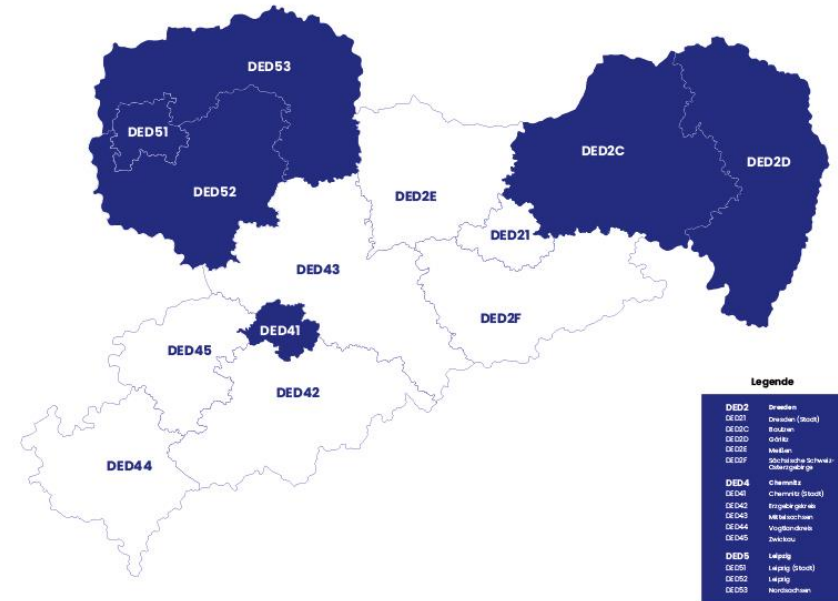 DED53
DED51
DED2C
DED2D
DED52
DED2E
DED21
DED43
DED2F
DED41
DED45
DED42
DED44
Legende
DED2 Dresden
DED21 Dresden (Stadt)
DED2C Bautzen
DED2D Görlitz
DED2E Meißen
DED2F Sächsische Schweiz-
Osterzgebirge
DED4 Chemnitz
DED41 Chemnitz (Stadt)
DED42 Erzgebirgskreis
DED43 Mittelsachsen
DED44 Vogtlandkreis
DED45 Zwickau
DED5 Leipzig
DED51 Leipzig (Stadt)
DED52 Leipzig
DED53 Nordsachsen